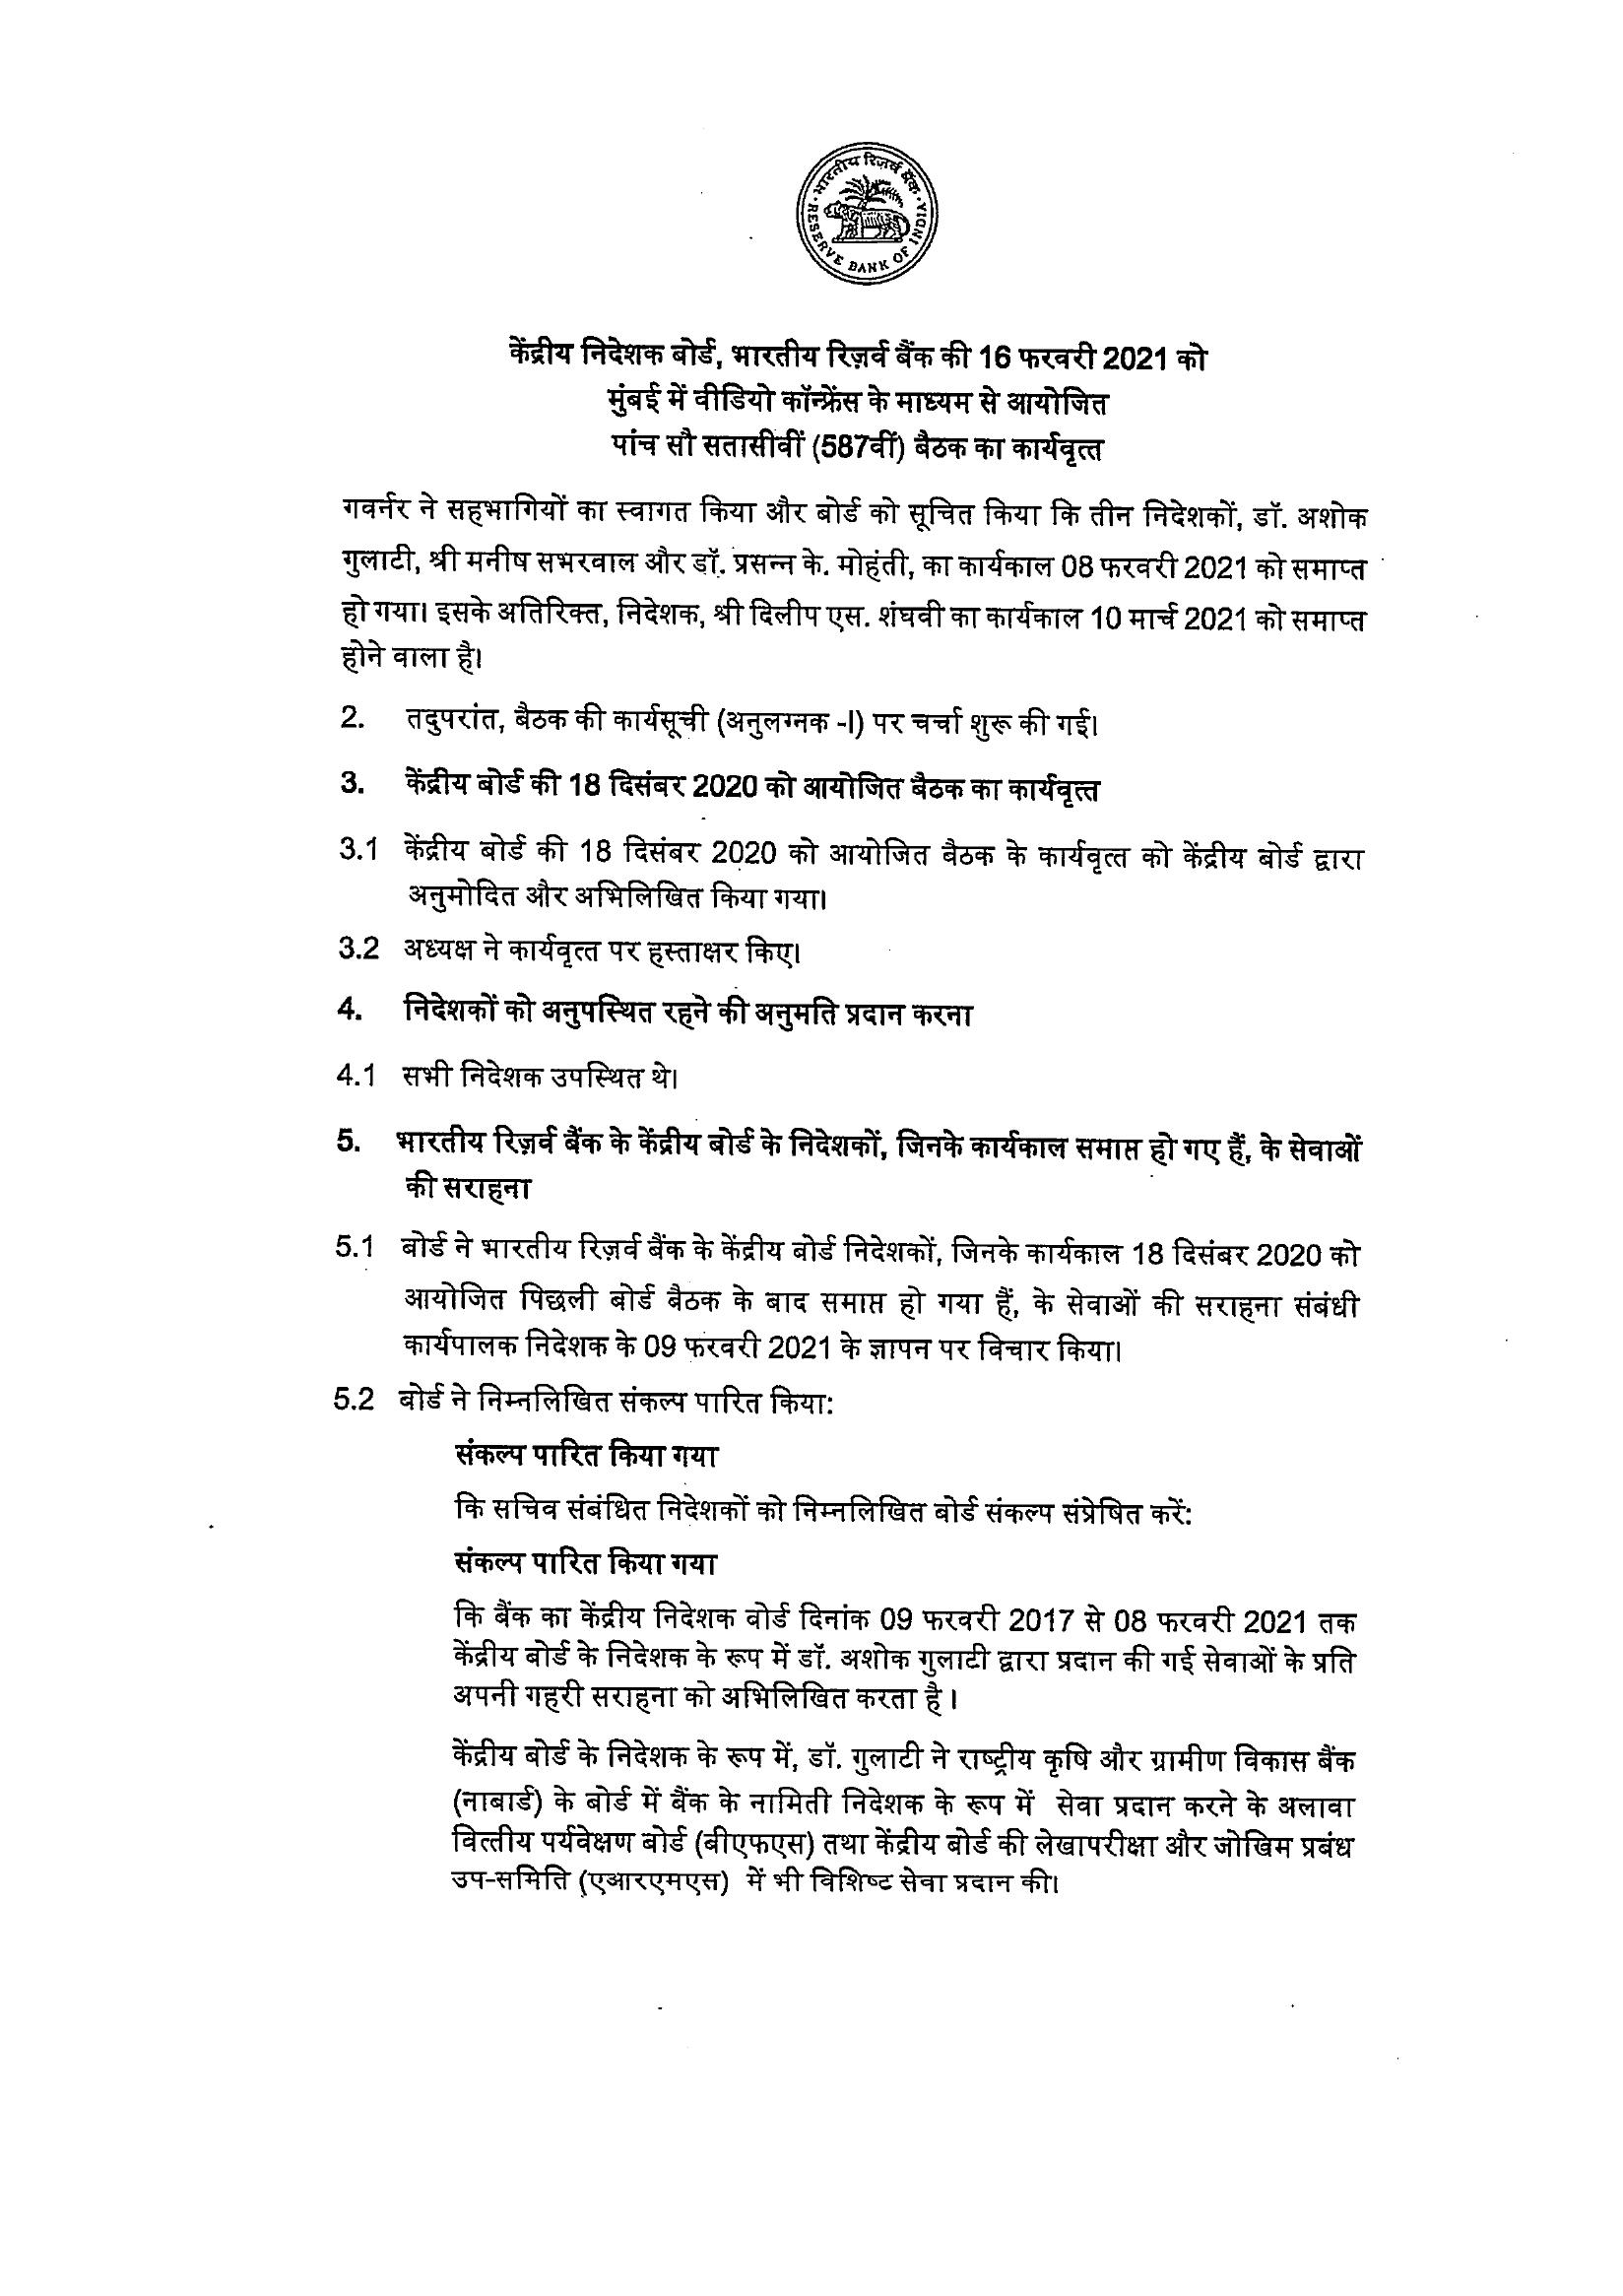 भारतीय रिज़र्व बैंक
RESERVE BANK OF INDIA
केंद्रीय निदेशक बोर्ड, भारतीय रिज़र्व बैंक की 16 फरवरी 2021 को
मुंबई में वीडियो कॉन्फ्रेंस के माध्यम से आयोजित
पांच सौ सतासीवीं (587वीं) बैठक का कार्यवृत्त
गवर्नर ने सहभागियों का स्वागत किया और बोर्ड को सूचित किया कि तीन निदेशकों, डॉ. अशोक
गुलाटी, श्री मनीष सभरवाल और डॉ. प्रसन्न के. मोहंती, का कार्यकाल 08 फरवरी 2021 को समाप्त
हो गया। इसके अतिरिक्त, निदेशक, श्री दिलीप एस. शंघवी का कार्यकाल 10 मार्च 2021 को समाप्त
होने वाला है।
2. तदुपरांत, बैठक की कार्यसूची (अनुलग्नक -I) पर चर्चा शुरू की गई।
3. केंद्रीय बोर्ड की 18 दिसंबर 2020 को आयोजित बैठक का कार्यवृत्त
3.1 केंद्रीय बोर्ड की 18 दिसंबर 2020 को आयोजित बैठक के कार्यवृत्त को केंद्रीय बोर्ड द्वारा
अनुमोदित और अभिलिखित किया गया।
3.2 अध्यक्ष ने कार्यवृत्त पर हस्ताक्षर किए।
4. निदेशकों को अनुपस्थित रहने की अनुमति प्रदान करना
4.1 सभी निदेशक उपस्थित थे।
5. भारतीय रिज़र्व बैंक के केंद्रीय बोर्ड के निदेशकों, जिनके कार्यकाल समाप्त हो गए हैं, के सेवाओं
की सराहना
5.1 बोर्ड ने भारतीय रिज़र्व बैंक के केंद्रीय बोर्ड निदेशकों, जिनके कार्यकाल 18 दिसंबर 2020 को
आयोजित पिछली बोर्ड बैठक के बाद समाप्त हो गया हैं, के सेवाओं की सराहना संबंधी
कार्यपालक निदेशक के 09 फरवरी 2021 के ज्ञापन पर विचार किया।
5.2 बोर्ड ने निम्नलिखित संकल्प पारित किया:
संकल्प पारित किया गया
कि सचिव संबंधित निदेशकों को निम्नलिखित बोर्ड संकल्प संप्रेषित करें:
संकल्प पारित किया गया
कि बैंक का केंद्रीय निदेशक बोर्ड दिनांक 09 फरवरी 2017 से 08 फरवरी 2021 तक
केंद्रीय बोर्ड के निदेशक के रूप में डॉ. अशोक गुलाटी द्वारा प्रदान की गई सेवाओं के प्रति
अपनी गहरी सराहना को अभिलिखित करता है ।
केंद्रीय बोर्ड के निदेशक के रूप में, डॉ. गुलाटी ने राष्ट्रीय कृषि और ग्रामीण विकास बैंक
(नाबार्ड) के बोर्ड में बैंक के नामिती निदेशक के रूप में सेवा प्रदान करने के अलावा
वित्तीय पर्यवेक्षण बोर्ड (बीएफएस) तथा केंद्रीय बोर्ड की लेखापरीक्षा और जोखिम प्रबंध
उप-समिति (एआरएमएस) में भी विशिष्ट सेवा प्रदान की।